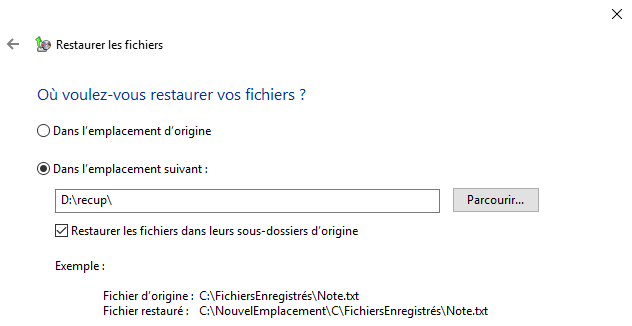 Restaurer les fichiers
Où voulez-vous restaurer vos fichiers ?
Dans l'emplacement d'origine
Dans l'emplacement suivant :
D:\recup\
Parcourir...
Restaurer les fichiers dans leurs sous-dossiers d'origine
Exemple :
Fichier d'origine : C:\FichiersEnregistrés\Note.txt
Fichier restauré : C:\NouvelEmplacement\C\FichiersEnregistrés\Note.txt